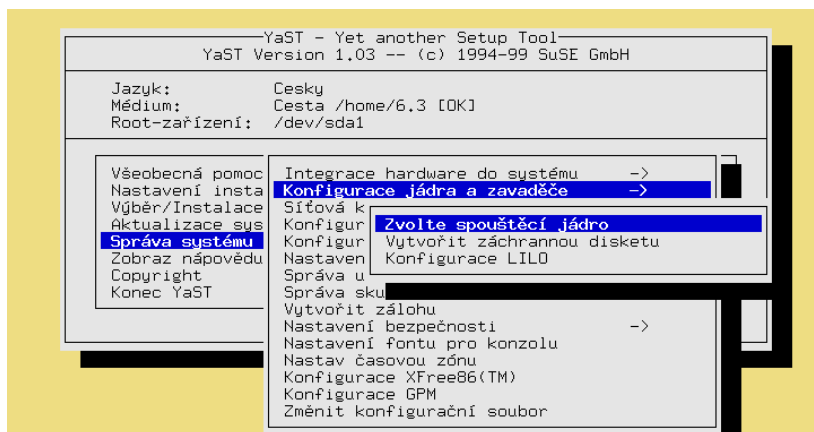 YaST - Yet another Setup Tool
YaST Version 1.03 -- (c) 1994-99 SuSE GmbH
Jazyk: Cesky
Médium: Cesta /home/6.3 [OK]
Root-zařízení: /dev/sda1
Všeobecná pomoc
Nastavení insta
Výběr/Instalace
Aktualizace sys
Správa systému
Zobraz nápovědu
Copyright
Konec YaST
Integrace hardware do systému ->
Konfigurace jádra a zavaděče ->
Síťová k
Konfigur
Konfigur
Nastaven
Správa u
Správa sku
Vytvořit zálohu
Nastavení bezpečnosti ->
Nastavení fontu pro konzolu
Nastav časovou zónu
Konfigurace XFree86(TM)
Konfigurace GPM
Změnit konfigurační soubor
Zvolte spouštěcí jádro
Vytvořit záchrannou disketu
Konfigurace LILO